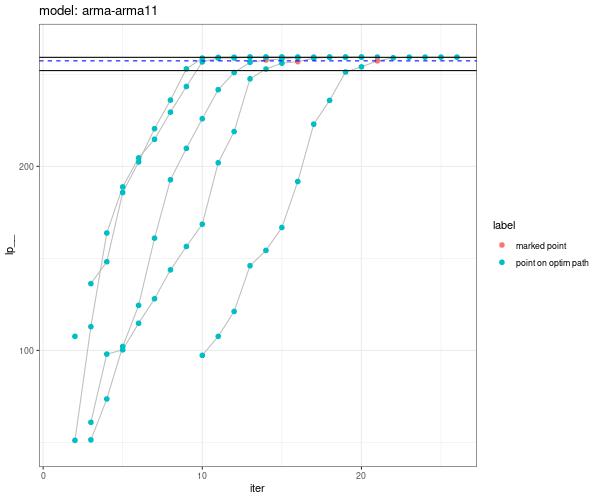 model: arma-arma11
lp__
200
100
0
10
20
iter
label
marked point
point on optim path